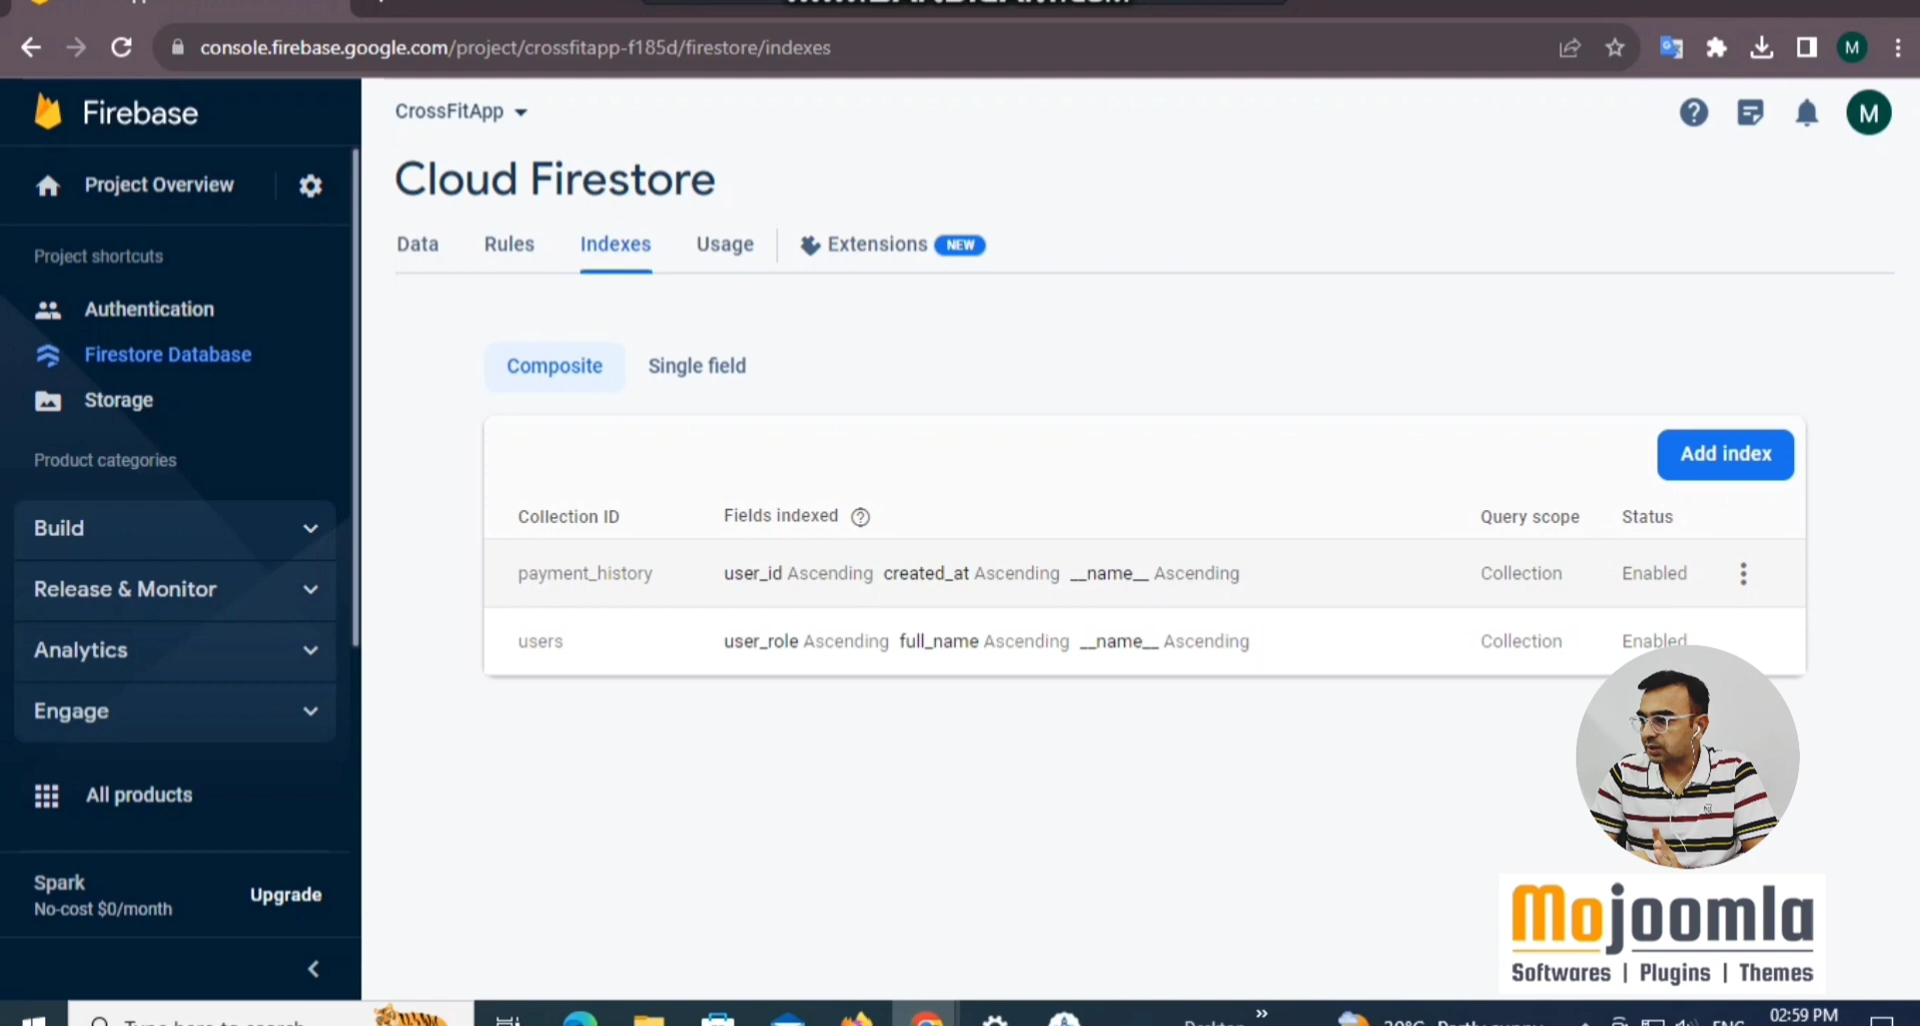 console.firebase.google.com/project/crossfitapp-f185d/firestore/indexes
M
Firebase
CrossFitApp
M
Project Overview
Cloud Firestore
Data Rules Indexes Usage Extensions NEW
Project shortcuts
Authentication
Firestore Database
Storage
Composite Single field
Product categories
Add index
Build
Release & Monitor
Analytics
Engage
Collection ID Fields indexed Query scope Status
payment_history user_id Ascending created_at Ascending __name__ Ascending Collection Enabled
users user_role Ascending full_name Ascending __name__ Ascending Collection Enabled
All products
Spark
No-cost $0/month
Upgrade
Mojoomla
Softwares | Plugins | Themes
02:59 PM